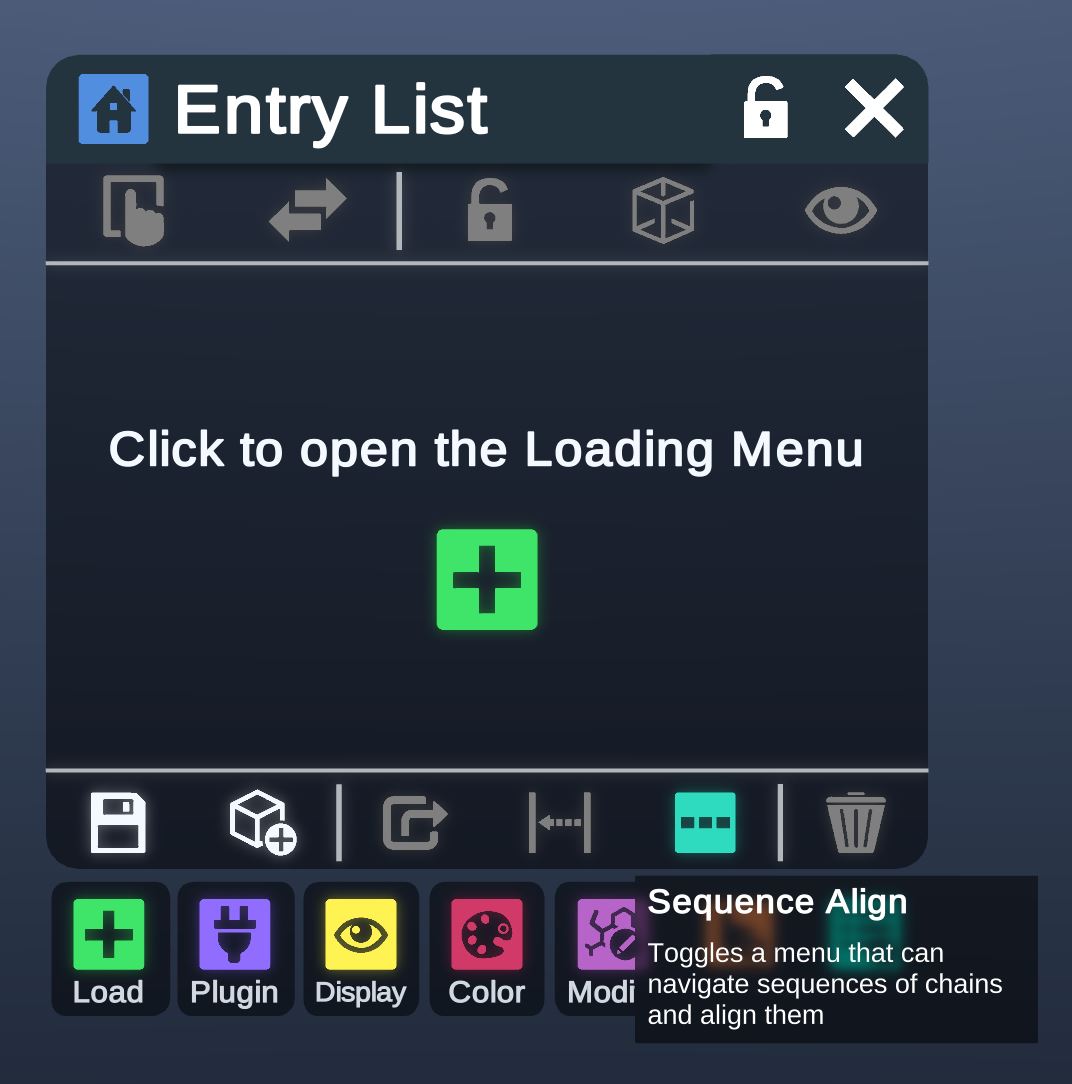 Entry List
Click to open the Loading Menu
Load
Plugin
Display
Color
Modi
Sequence Align
Toggles a menu that can
navigate sequences of chains
and align them